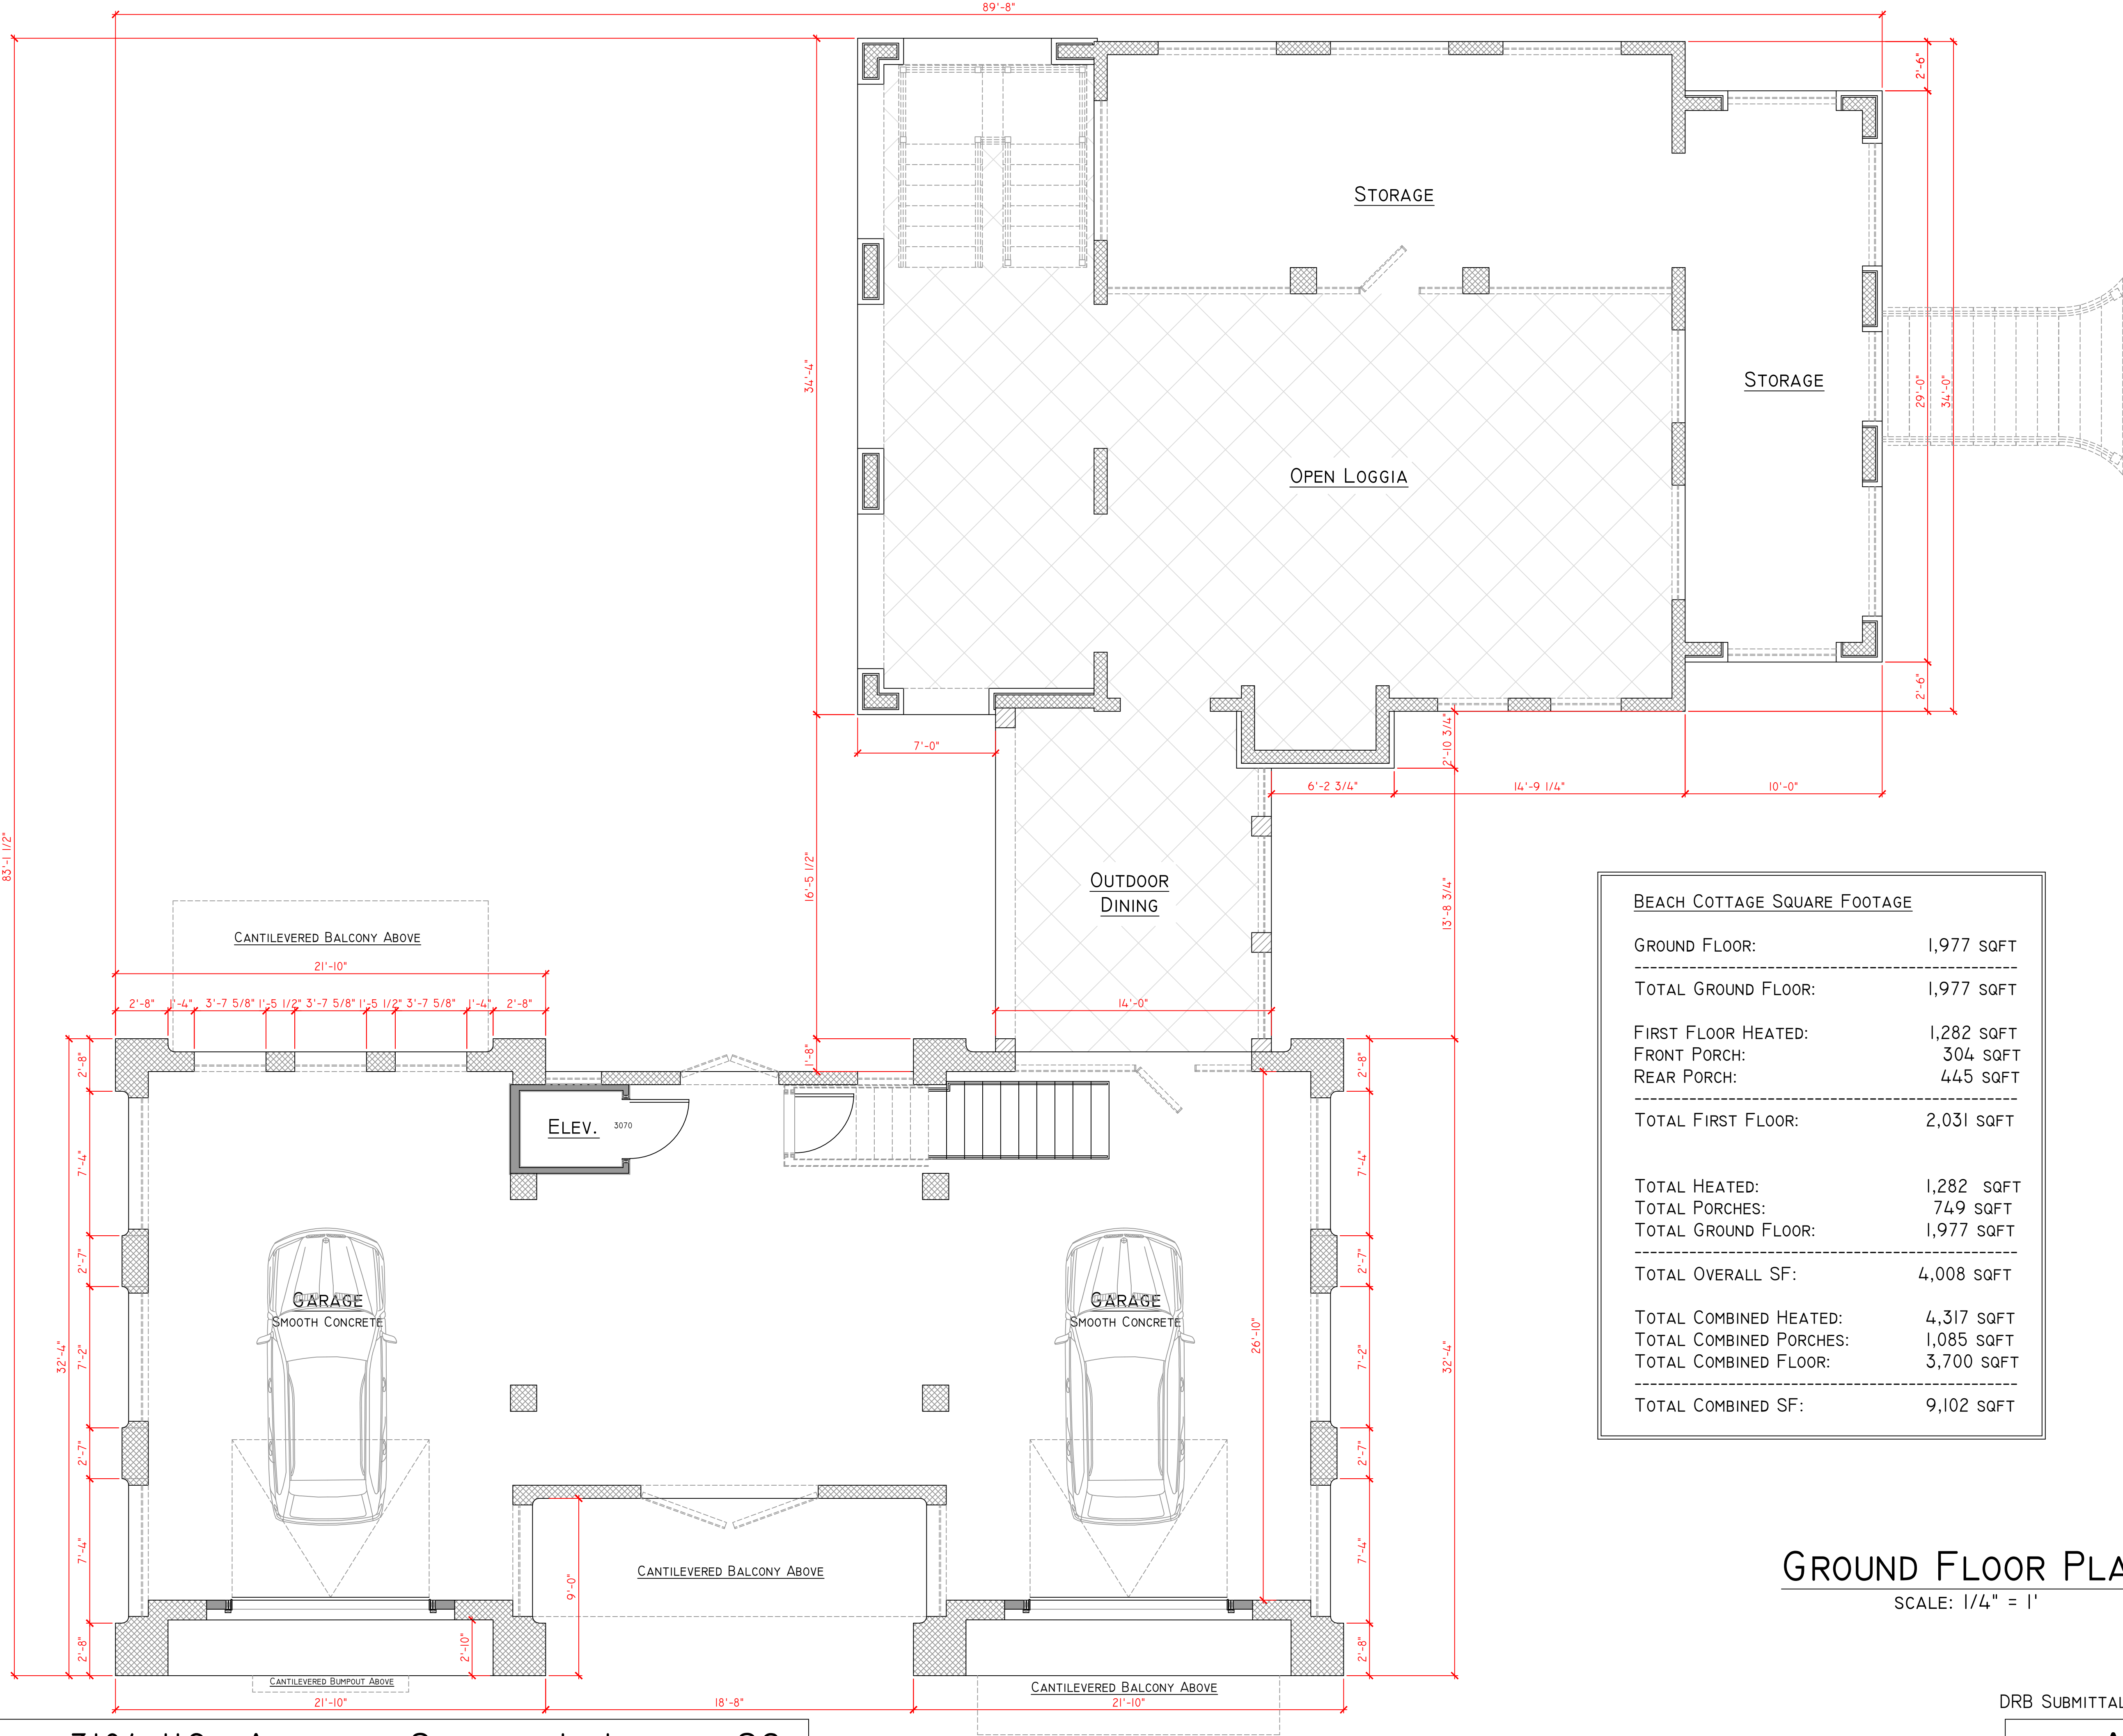 89'-8"
2'-6"
STORAGE
34'-4"
STORAGE
29'-0"
34'-0"
OPEN LOGGIA
2'-6"
7'-0"
2'-10 3/4"
6'-2 3/4"
14'-9 1/4"
10'-0"
83'-1 1/2"
16'-5 1/2"
OUTDOOR
DINING
13'-8 3/4"
CANTILEVERED BALCONY ABOVE
21'-10"
2'-8" 1'-4" 3'-7 5/8" 1'-5 1/2" 3'-7 5/8" 1'-5 1/2" 3'-7 5/8" 1'-4" 2'-8"
14'-0"
1'-8"
2'-8"
2'-8"
ELEV.
3070
7'-4"
7'-4"
2'-7"
2'-7"
GARAGE
SMOOTH CONCRETE
GARAGE
SMOOTH CONCRETE
26'-10"
32'-4"
7'-2"
7'-2"
32'-4"
2'-7"
2'-7"
7'-4"
7'-4"
9'-0"
CANTILEVERED BALCONY ABOVE
2'-8"
2'-10"
2'-8"
CANTILEVERED BUMPOUT ABOVE
CANTILEVERED BALCONY ABOVE
21'-10"
18'-8"
21'-10"
BEACH COTTAGE SQUARE FOOTAGE
GROUND FLOOR: 1,977 SQFT
TOTAL GROUND FLOOR: 1,977 SQFT
FIRST FLOOR HEATED: 1,282 SQFT
FRONT PORCH: 304 SQFT
REAR PORCH: 445 SQFT
TOTAL FIRST FLOOR: 2,031 SQFT
TOTAL HEATED: 1,282 SQFT
TOTAL PORCHES: 749 SQFT
TOTAL GROUND FLOOR: 1,977 SQFT
TOTAL OVERALL SF: 4,008 SQFT
TOTAL COMBINED HEATED: 4,317 SQFT
TOTAL COMBINED PORCHES: 1,085 SQFT
TOTAL COMBINED FLOOR: 3,700 SQFT
TOTAL COMBINED SF: 9,102 SQFT
GROUND FLOOR PLA
SCALE: 1/4" = 1'
DRB SUBMITTAL